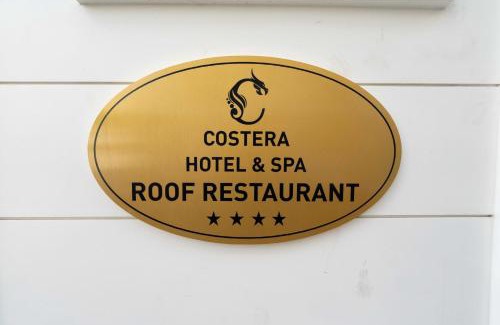 COSTERA
HOTEL & SPA
ROOF RESTAURANT
★ ★ ★ ★